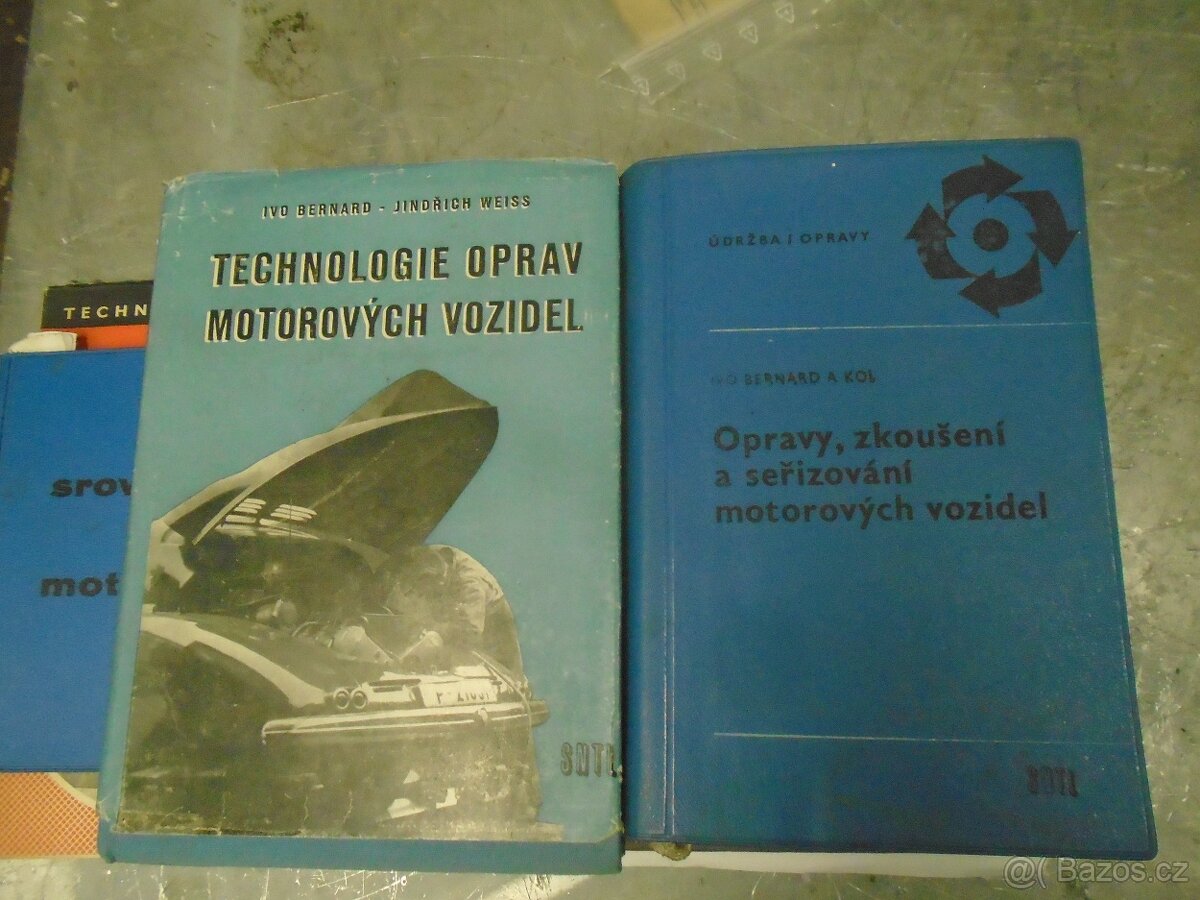 TECHN
srov
mot
IVO BERNARD - JINDŘICH WEISS
TECHNOLOGIE OPRAV
MOTOROVÝCH VOZIDEL
SNTL
ÚDRŽBA A OPRAVY
IVO BERNARD A KOL
Opravy, zkoušení
a seřizování
motorových vozidel
SNTL
@( Bazos.cz